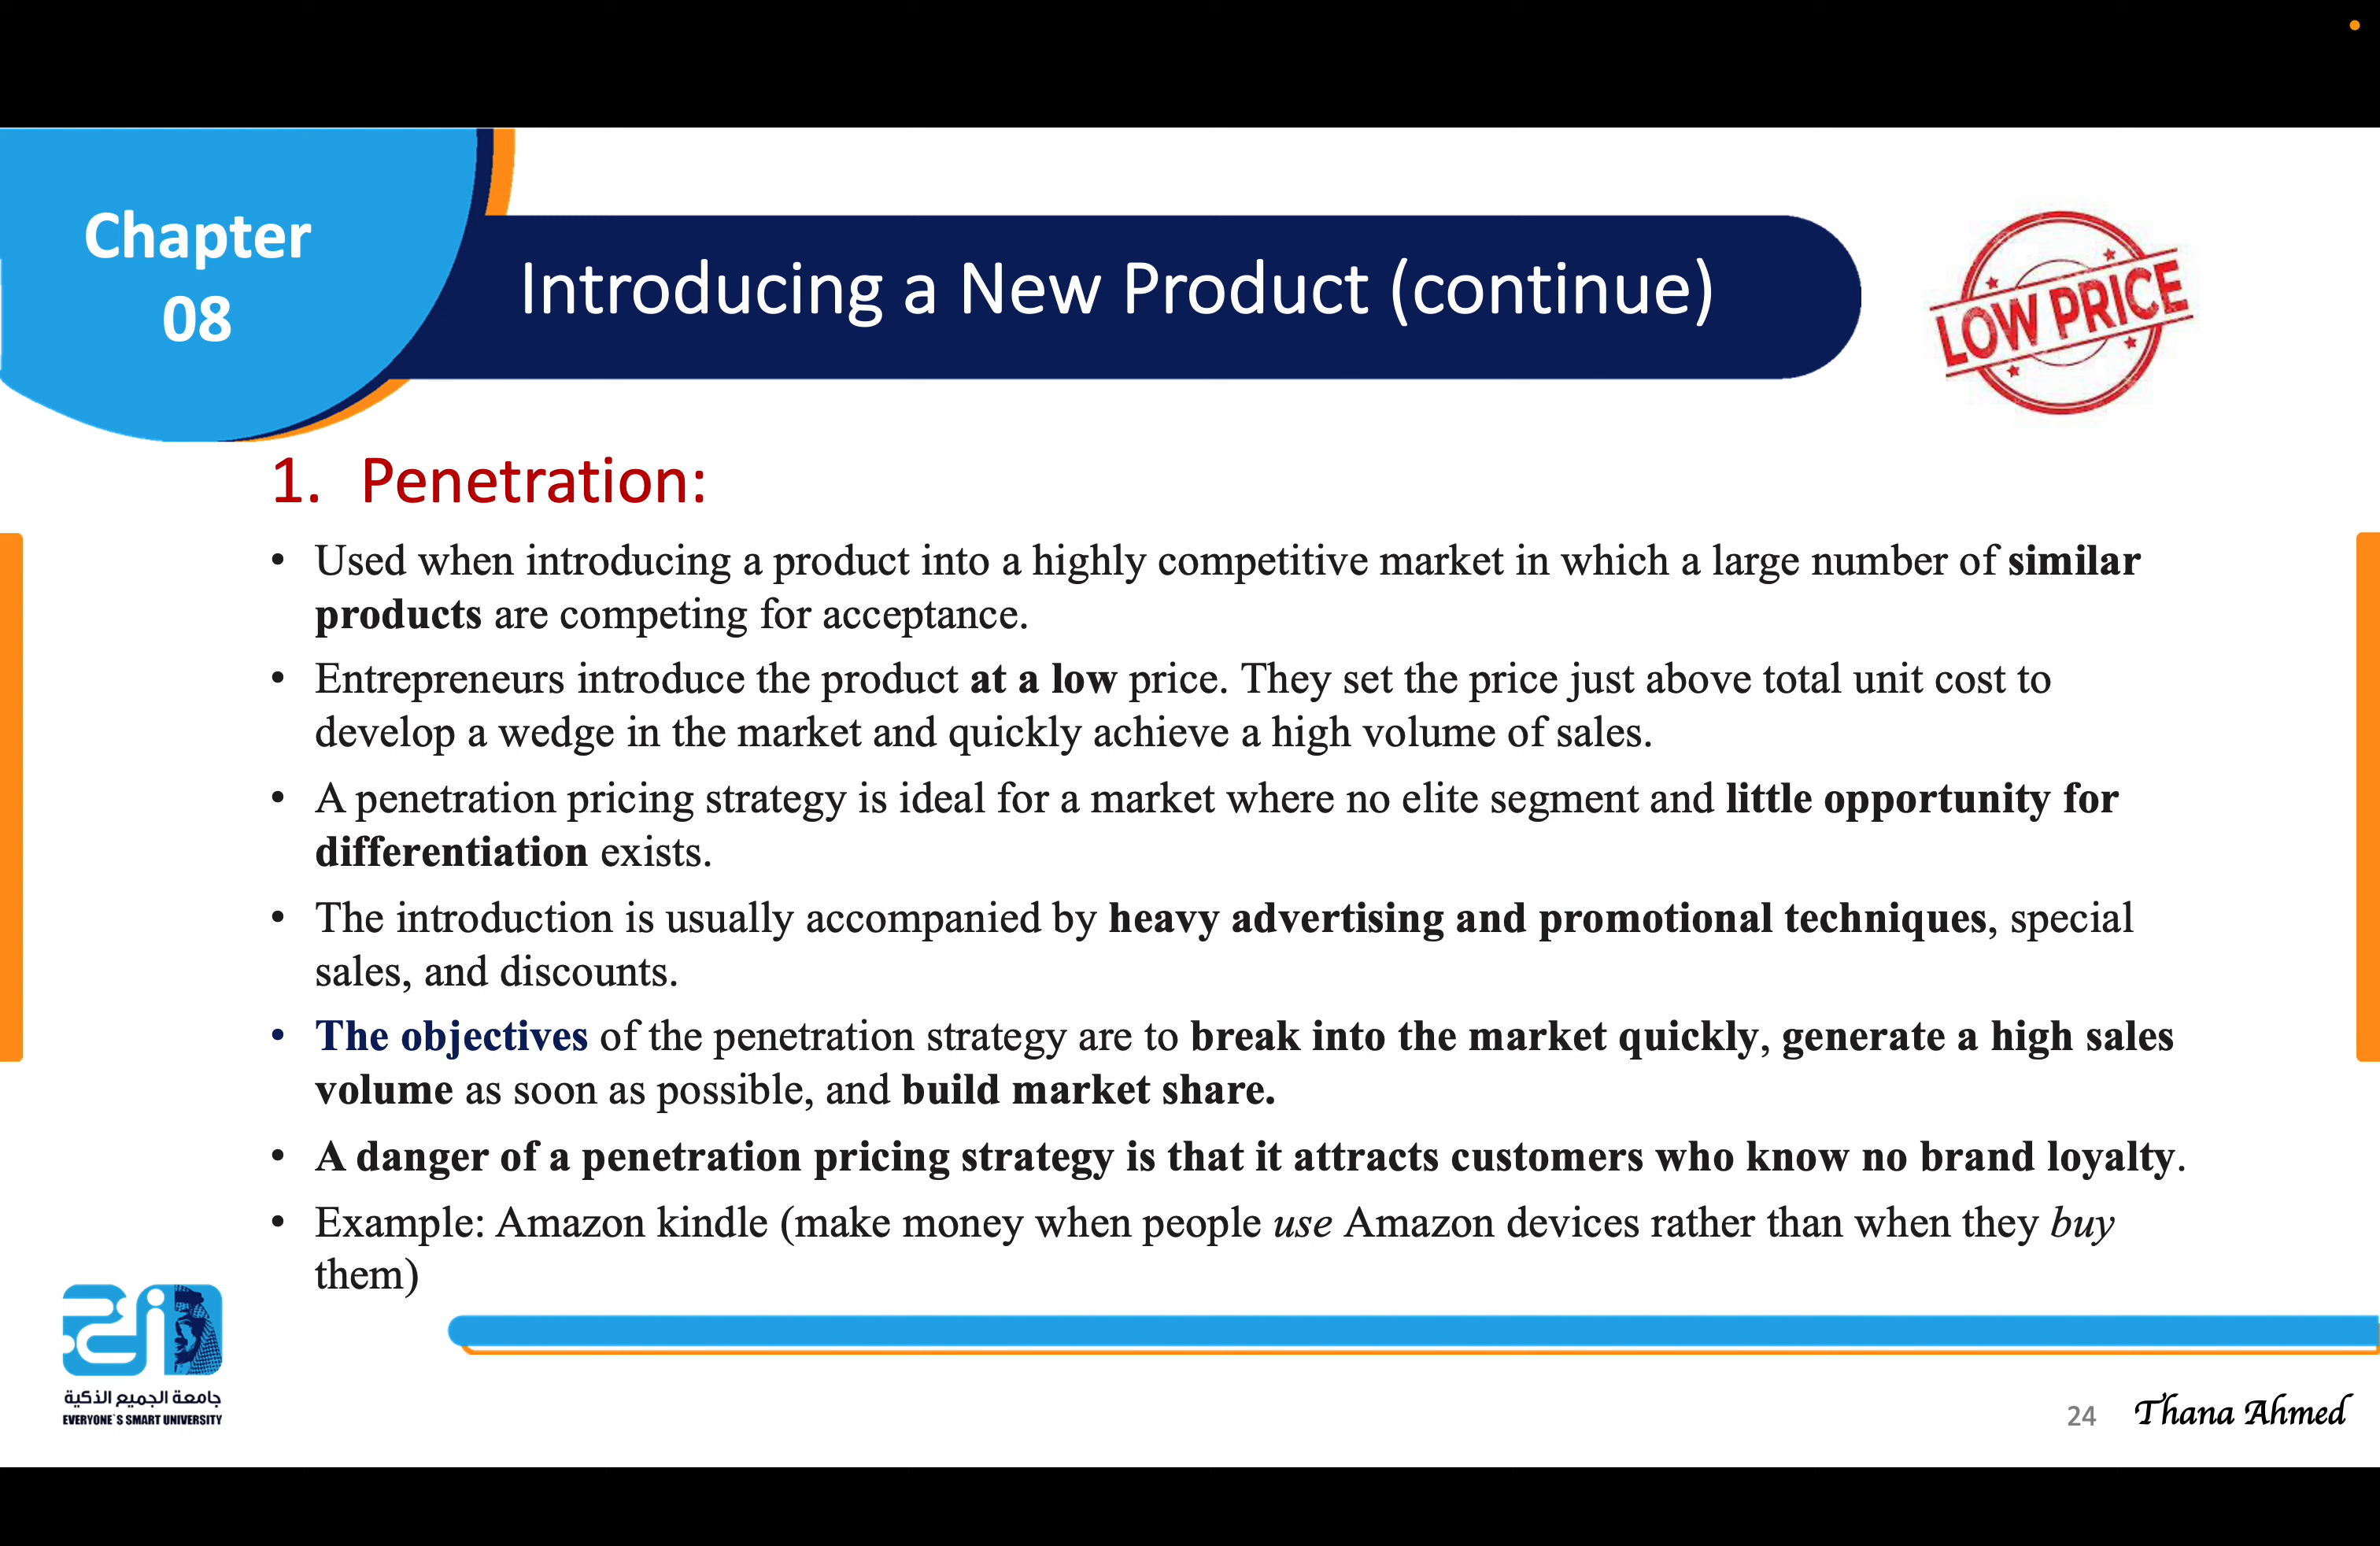 Chapter
08
Introducing a New Product (continue)
LOW PRICE
1. Penetration:
• Used when introducing a product into a highly competitive market in which a large number of similar
products are competing for acceptance.
• Entrepreneurs introduce the product at a low price. They set the price just above total unit cost to
develop a wedge in the market and quickly achieve a high volume of sales.
• A penetration pricing strategy is ideal for a market where no elite segment and little opportunity for
differentiation exists.
• The introduction is usually accompanied by heavy advertising and promotional techniques, special
sales, and discounts.
• The objectives of the penetration strategy are to break into the market quickly, generate a high sales
volume as soon as possible, and build market share.
• A danger of a penetration pricing strategy is that it attracts customers who know no brand loyalty.
• Example: Amazon kindle (make money when people use Amazon devices rather than when they buy
them)
جامعة الجميع الذكية
EVERYONE`S SMART UNIVERSITY
24
Thana Ahmed